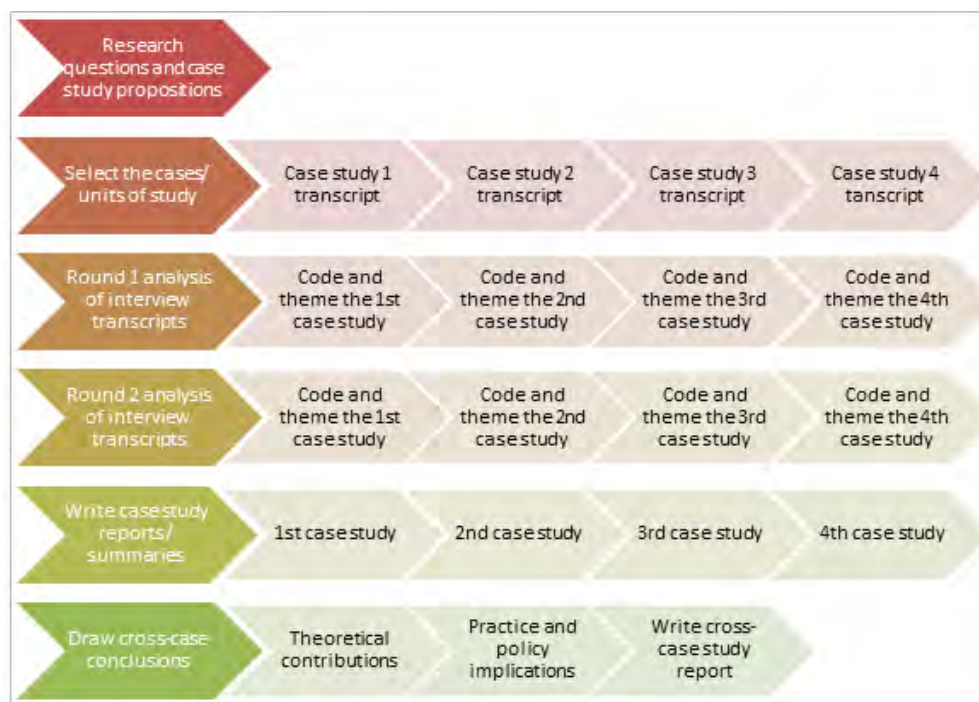 Research
questions and case
study propositions
Select the cases/
units of study
Case study 1
transcript
Case study 2
transcript
Case study 3
transcript
Case study 4
tanscript
Round 1 analysis
of interview
transcripts
Code and
theme the 1st
case study
Code and
theme the 2nd
case study
Code and
theme the 3rd
case study
Code and
theme the 4th
case study
Round 2 analysis
of interview
transcripts
Code and
theme the 1st
case study
Code and
theme the 2nd
case study
Code and
theme the 3rd
case study
Code and
theme the 4th
case study
Write case study
reports/
summaries
1st case study
2nd case study
3rd case study
4th case study
Draw cross-case
conclusions
Theoretical
contributions
Practice and
policy
implications
Write cross-
case study
report